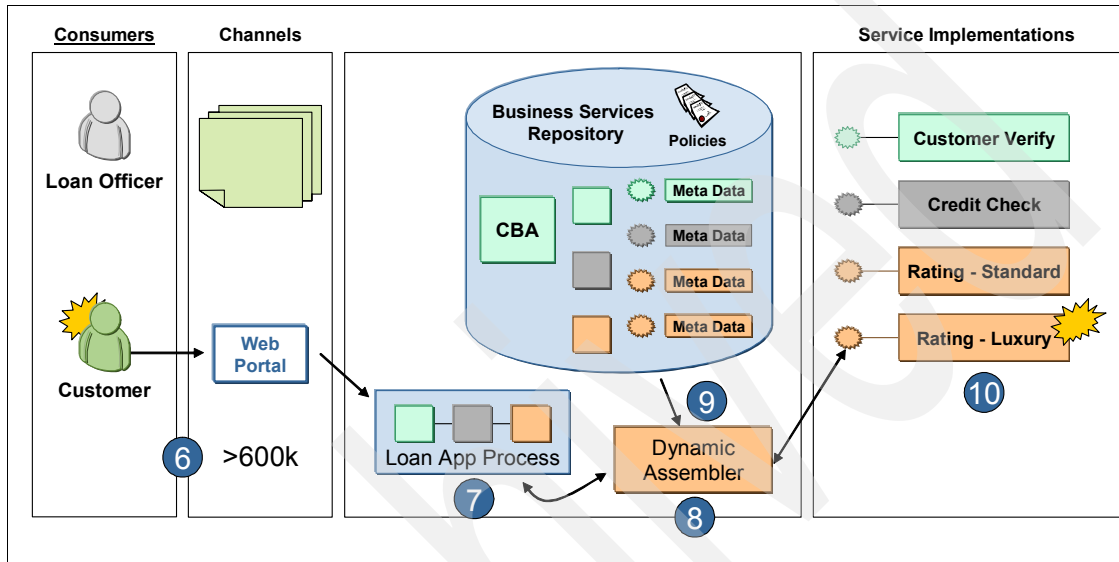 Consumers
Channels
Service Implementations
Loan Officer
Customer
Web
Portal
6
>600k
Business Services
Repository
Policies
CBA
Meta Data
Meta Data
Meta Data
Meta Data
Loan App Process
7
Dynamic
Assembler
8
9
Customer Verify
Credit Check
Rating - Standard
Rating - Luxury
10